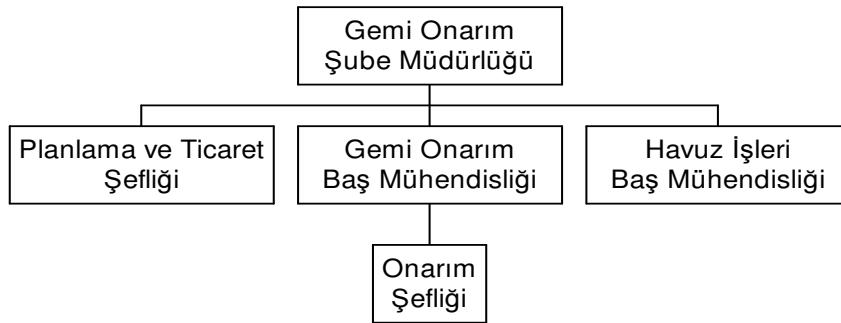 Gemi Onarım
Şube Müdürlüğü
Planlama ve Ticaret
Şefliği
Gemi Onarım
Baş Mühendisliği
Havuz İşleri
Baş Mühendisliği
Onarım
Şefliği